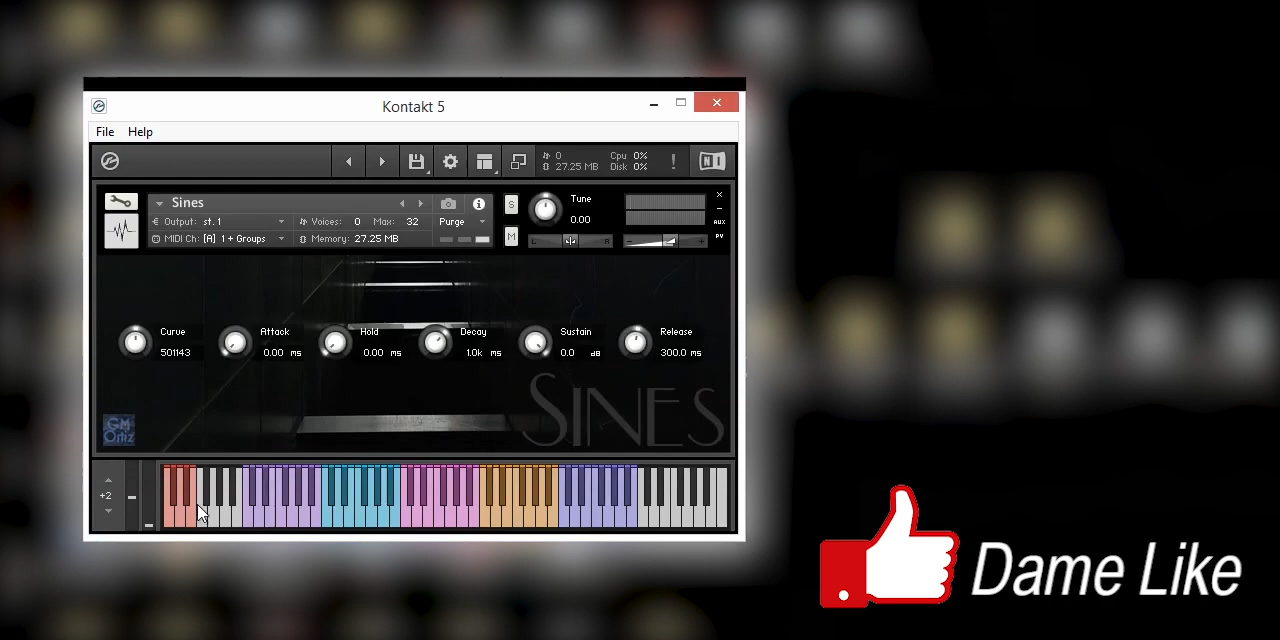 Kontakt 5
File Help
0
27.25 MB
Cpu 0%
Disk 0%
!
NI
Sines
Output: st.1
Voices: 0 Max: 32
Purge
MIDI Ch: [A] 1 + Groups
Memory: 27.25 MB
S
M
Tune
0.00
L R
AUX
PV
Curve
501143
Attack
0.00 ms
Hold
0.00 ms
Decay
1.0k ms
Sustain
0.0 dB
Release
300.0 ms
SINES
GM
Ortiz
+2
Dame Like